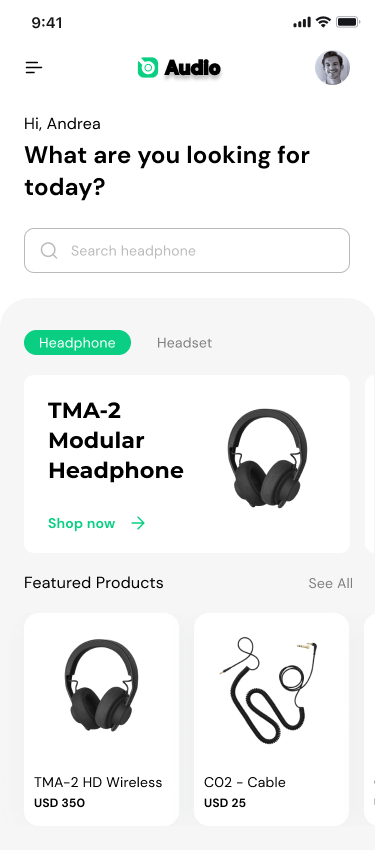 9:41
Audio
Hi, Andrea
What are you looking for
today?
Search headphone
Headphone
Headset
TMA-2
Modular
Headphone
Shop now
Featured Products
See All
TMA-2 HD Wireless
USD 350
C02 - Cable
USD 25